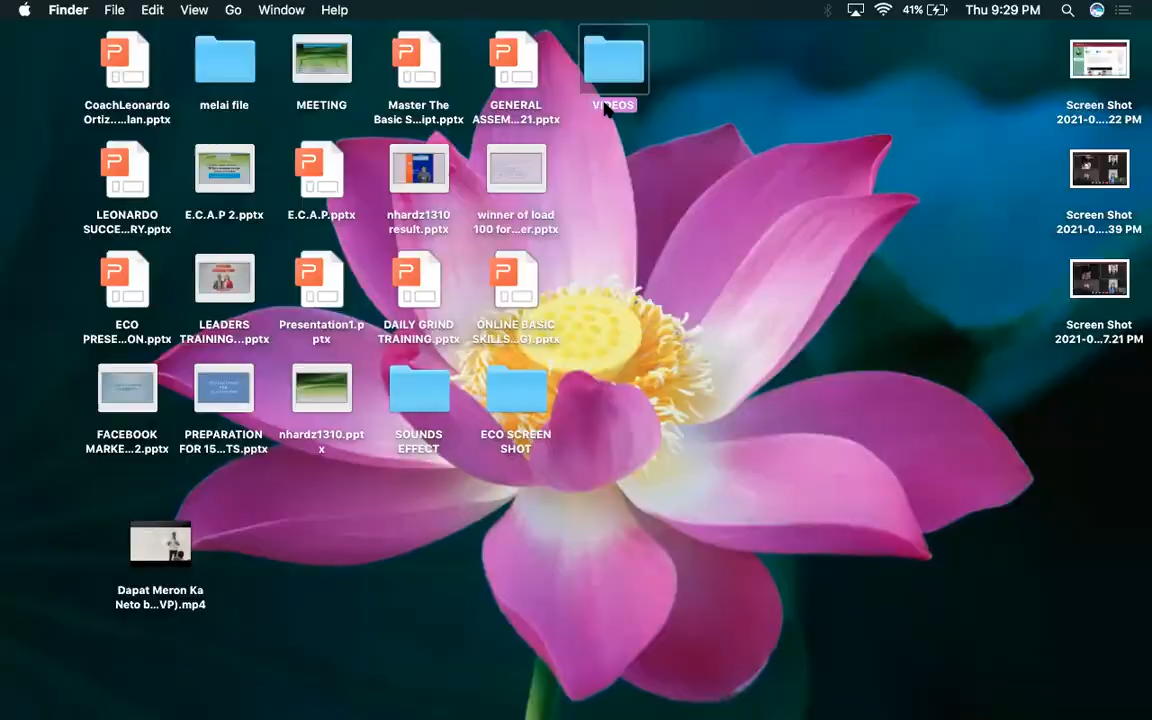 Finder File Edit View Go Window Help 41% Thu 9:29 PM
CoachLeonardo
Ortiz.....lan.pptx
melai file
MEETING
Master The
Basic S...ipt.pptx
GENERAL
ASSEM...21.pptx
VIDEOS
Screen Shot
2021-0....22 PM
LEONARDO
SUCCE...RY.pptx
E.C.A.P 2.pptx
E.C.A.P.pptx
nhardz1310
result.pptx
winner of load
100 for...er.pptx
Screen Shot
2021-0....39 PM
ECO
PRESE...ON.pptx
LEADERS
TRAINING...pptx
Presentation1.p
ptx
DAILY GRIND
TRAINING.pptx
ONLINE BASIC
SKILLS...G).pptx
Screen Shot
2021-0...7.21 PM
FACEBOOK
MARKE...2.pptx
PREPARATION
FOR 15...TS.pptx
nhardz1310.ppt
x
SOUNDS
EFFECT
ECO SCREEN
SHOT
Dapat Meron Ka
Neto b...VP).mp4